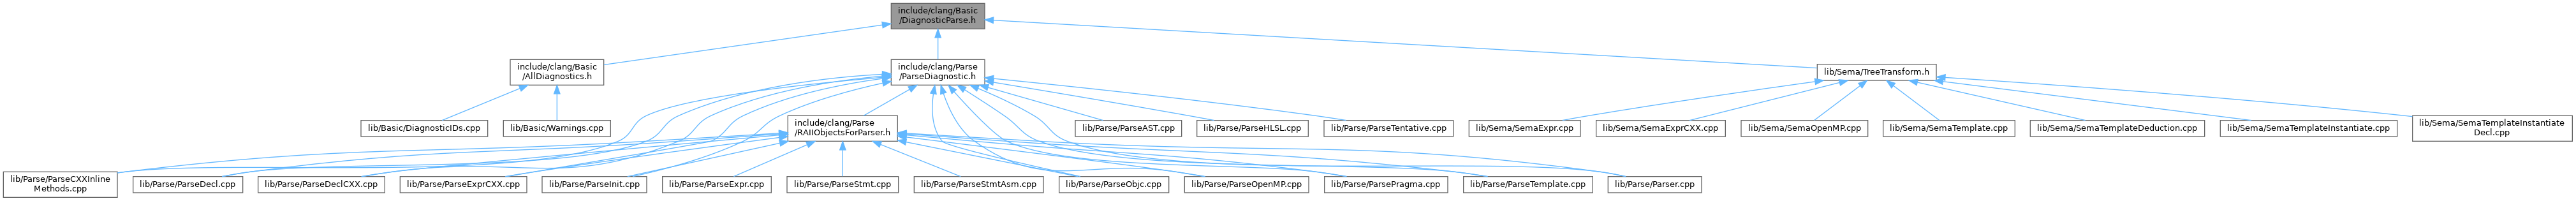 include/clang/Basic
/DiagnosticParse.h
include/clang/Basic
/AllDiagnostics.h
include/clang/Parse
/ParseDiagnostic.h
lib/Sema/TreeTransform.h
lib/Basic/DiagnosticIDs.cpp
lib/Basic/Warnings.cpp
include/clang/Parse
/RAIIObjectsForParser.h
lib/Parse/ParseAST.cpp
lib/Parse/ParseHLSL.cpp
lib/Parse/ParseTentative.cpp
lib/Sema/SemaExpr.cpp
lib/Sema/SemaExprCXX.cpp
lib/Sema/SemaOpenMP.cpp
lib/Sema/SemaTemplate.cpp
lib/Sema/SemaTemplateDeduction.cpp
lib/Sema/SemaTemplateInstantiate.cpp
lib/Sema/SemaTemplateInstantiate
Decl.cpp
lib/Parse/ParseCXXInline
Methods.cpp
lib/Parse/ParseDecl.cpp
lib/Parse/ParseDeclCXX.cpp
lib/Parse/ParseExprCXX.cpp
lib/Parse/ParseInit.cpp
lib/Parse/ParseExpr.cpp
lib/Parse/ParseStmt.cpp
lib/Parse/ParseStmtAsm.cpp
lib/Parse/ParseObjc.cpp
lib/Parse/ParseOpenMP.cpp
lib/Parse/ParsePragma.cpp
lib/Parse/ParseTemplate.cpp
lib/Parse/Parser.cpp